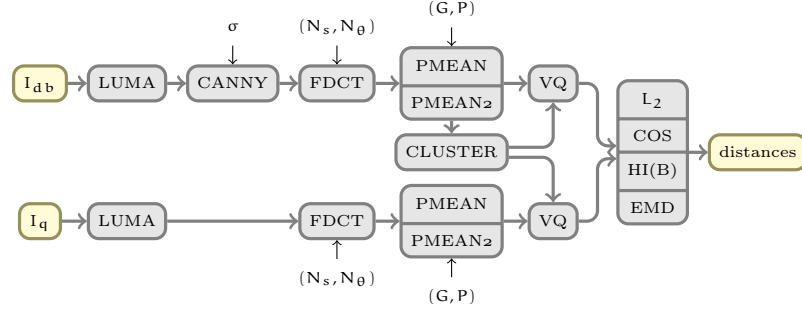 σ
(N_s, N_θ)
(G, P)
I_db
LUMA
CANNY
FDCT
PMEAN
PMEAN2
VQ
CLUSTER
L_2
COS
HI(B)
EMD
distances
I_q
LUMA
FDCT
PMEAN
PMEAN2
VQ
(N_s, N_θ)
(G, P)